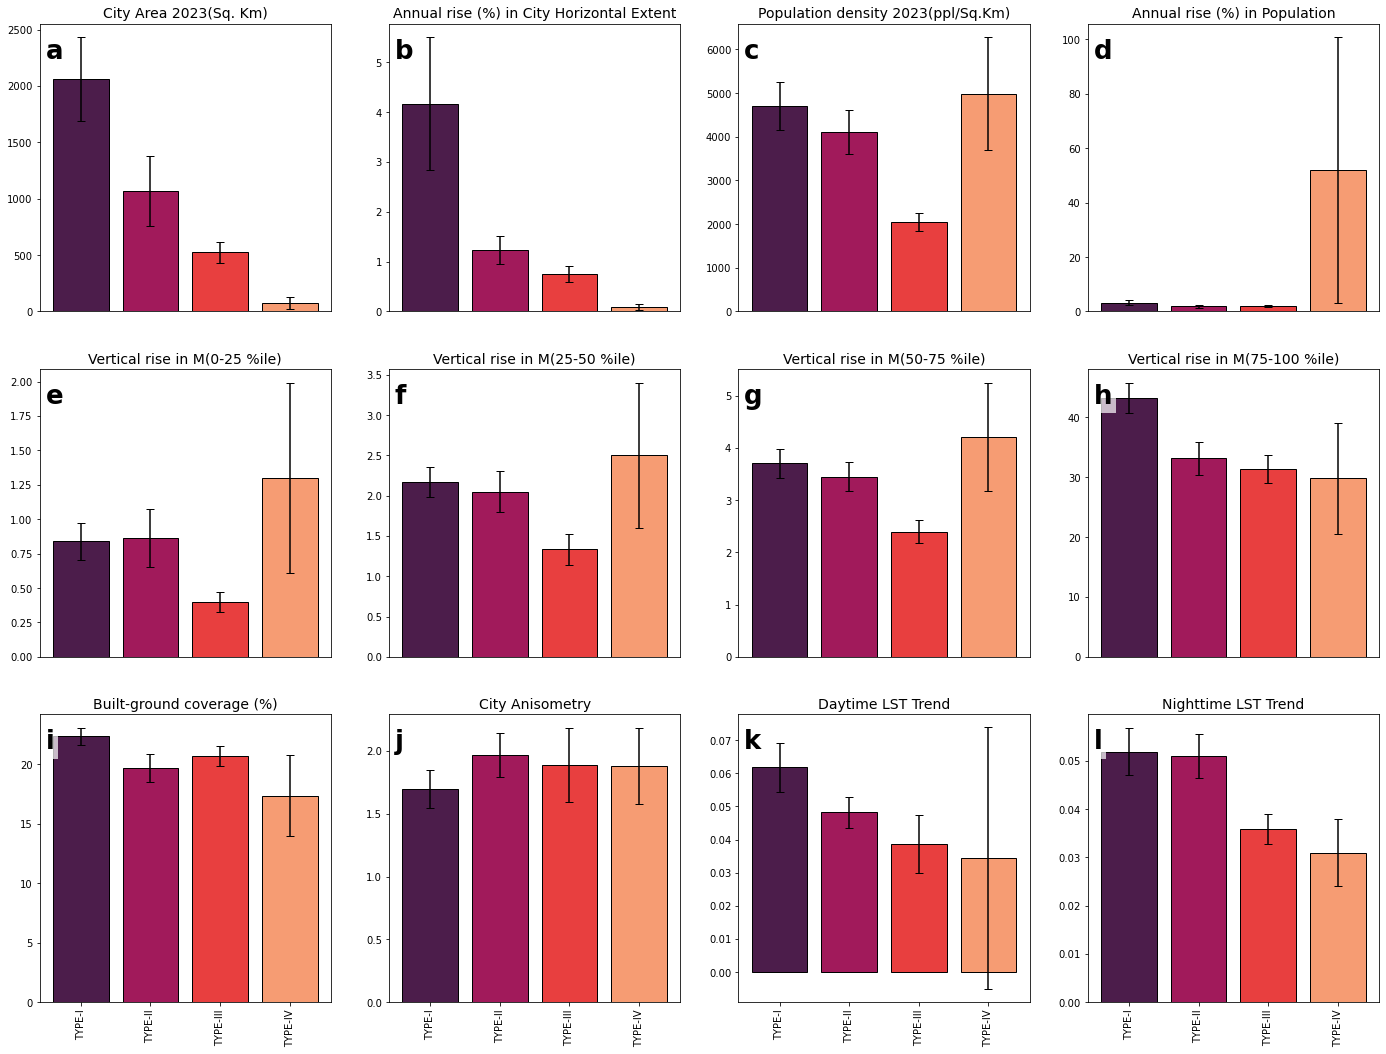 City Area 2023(Sq. Km)
Annual rise (%) in City Horizontal Extent
Population density 2023(ppl/Sq.Km)
Annual rise (%) in Population
a
b
c
d
2500
2000
1500
1000
500
0
5
4
3
2
1
0
6000
5000
4000
3000
2000
1000
0
100
80
60
40
20
0
Vertical rise in M(0-25 %ile)
Vertical rise in M(25-50 %ile)
Vertical rise in M(50-75 %ile)
Vertical rise in M(75-100 %ile)
e
f
g
h
2.00
1.75
1.50
1.25
1.00
0.75
0.50
0.25
0.00
3.5
3.0
2.5
2.0
1.5
1.0
0.5
0.0
5
4
3
2
1
0
40
30
20
10
0
Built-ground coverage (%)
City Anisometry
Daytime LST Trend
Nighttime LST Trend
i
j
k
l
20
15
10
5
0
2.0
1.5
1.0
0.5
0.0
0.07
0.06
0.05
0.04
0.03
0.02
0.01
0.00
0.05
0.04
0.03
0.02
0.01
0.00
TYPE-I
TYPE-II
TYPE-III
TYPE-IV
TYPE-I
TYPE-II
TYPE-III
TYPE-IV
TYPE-I
TYPE-II
TYPE-III
TYPE-IV
TYPE-I
TYPE-II
TYPE-III
TYPE-IV